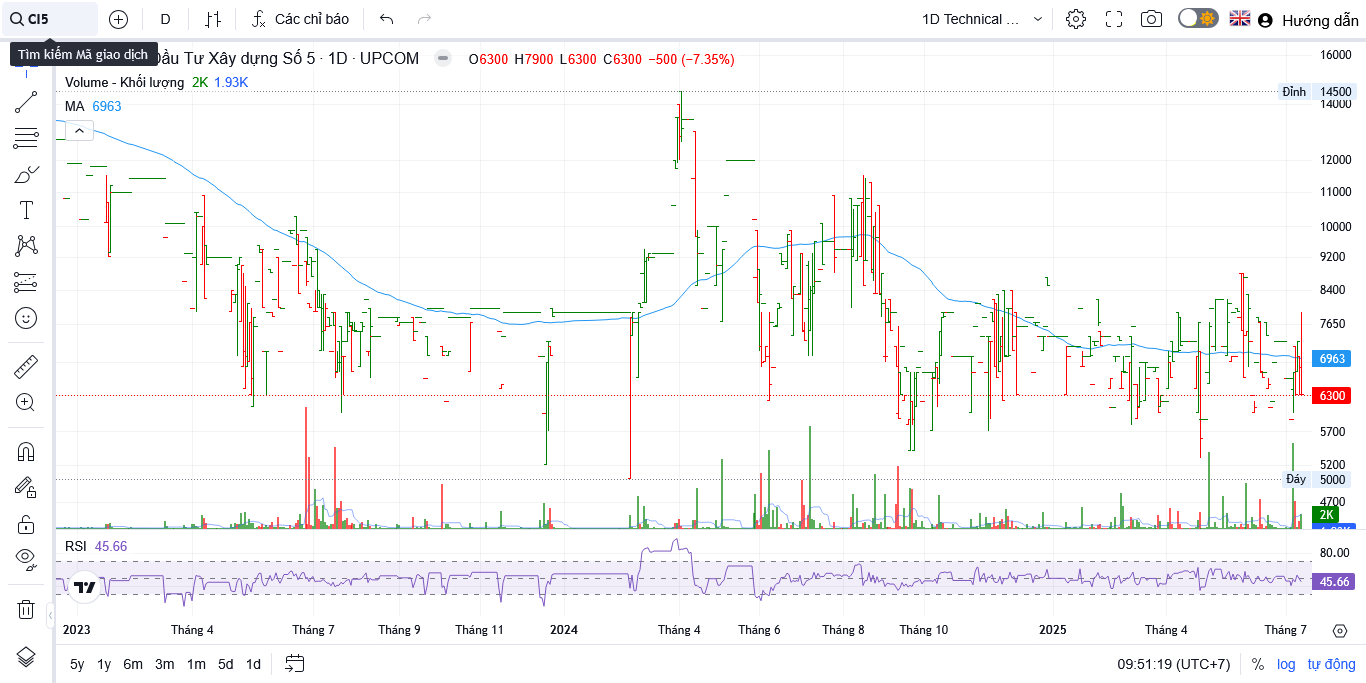 CI5 D Các chỉ báo 1D Technical ... Hướng dẫn
Tìm kiếm Mã giao dịch
ầu Tư Xây dựng Số 5 · 1D · UPCOM O6300 H7900 L6300 C6300 −500 (−7.35%)
Volume - Khối lượng 2K 1.93K
MA 6963
16000
Đỉnh 14500
14000
12000
11000
10000
9200
8400
7650
6963
6300
5700
5200
Đáy 5000
4700
2K
RSI 45.66
80.00
45.66
2023 Tháng 4 Tháng 7 Tháng 9 Tháng 11 2024 Tháng 4 Tháng 6 Tháng 8 Tháng 10 2025 Tháng 4 Tháng 7
5y 1y 6m 3m 1m 5d 1d 09:51:19 (UTC+7) % log tự động